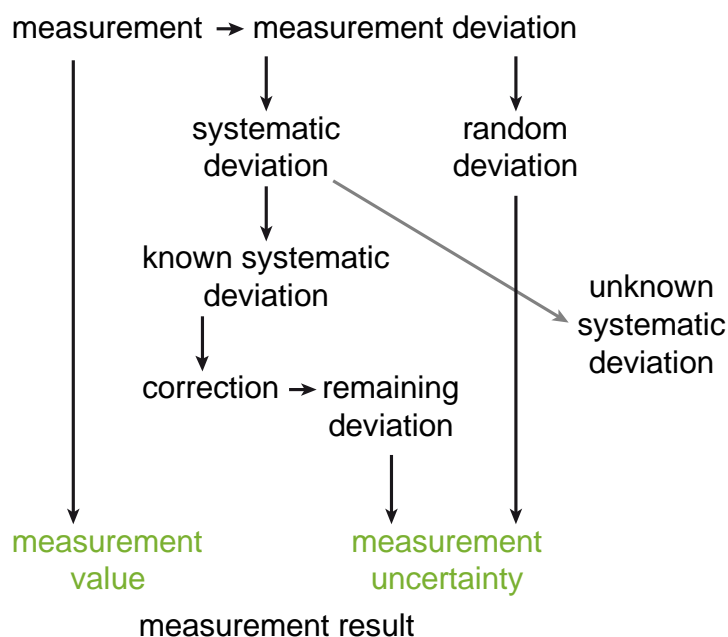 measurement
measurement deviation
systematic
deviation
random
deviation
known systematic
deviation
unknown
systematic
deviation
correction
remaining
deviation
measurement
value
measurement
uncertainty
measurement result